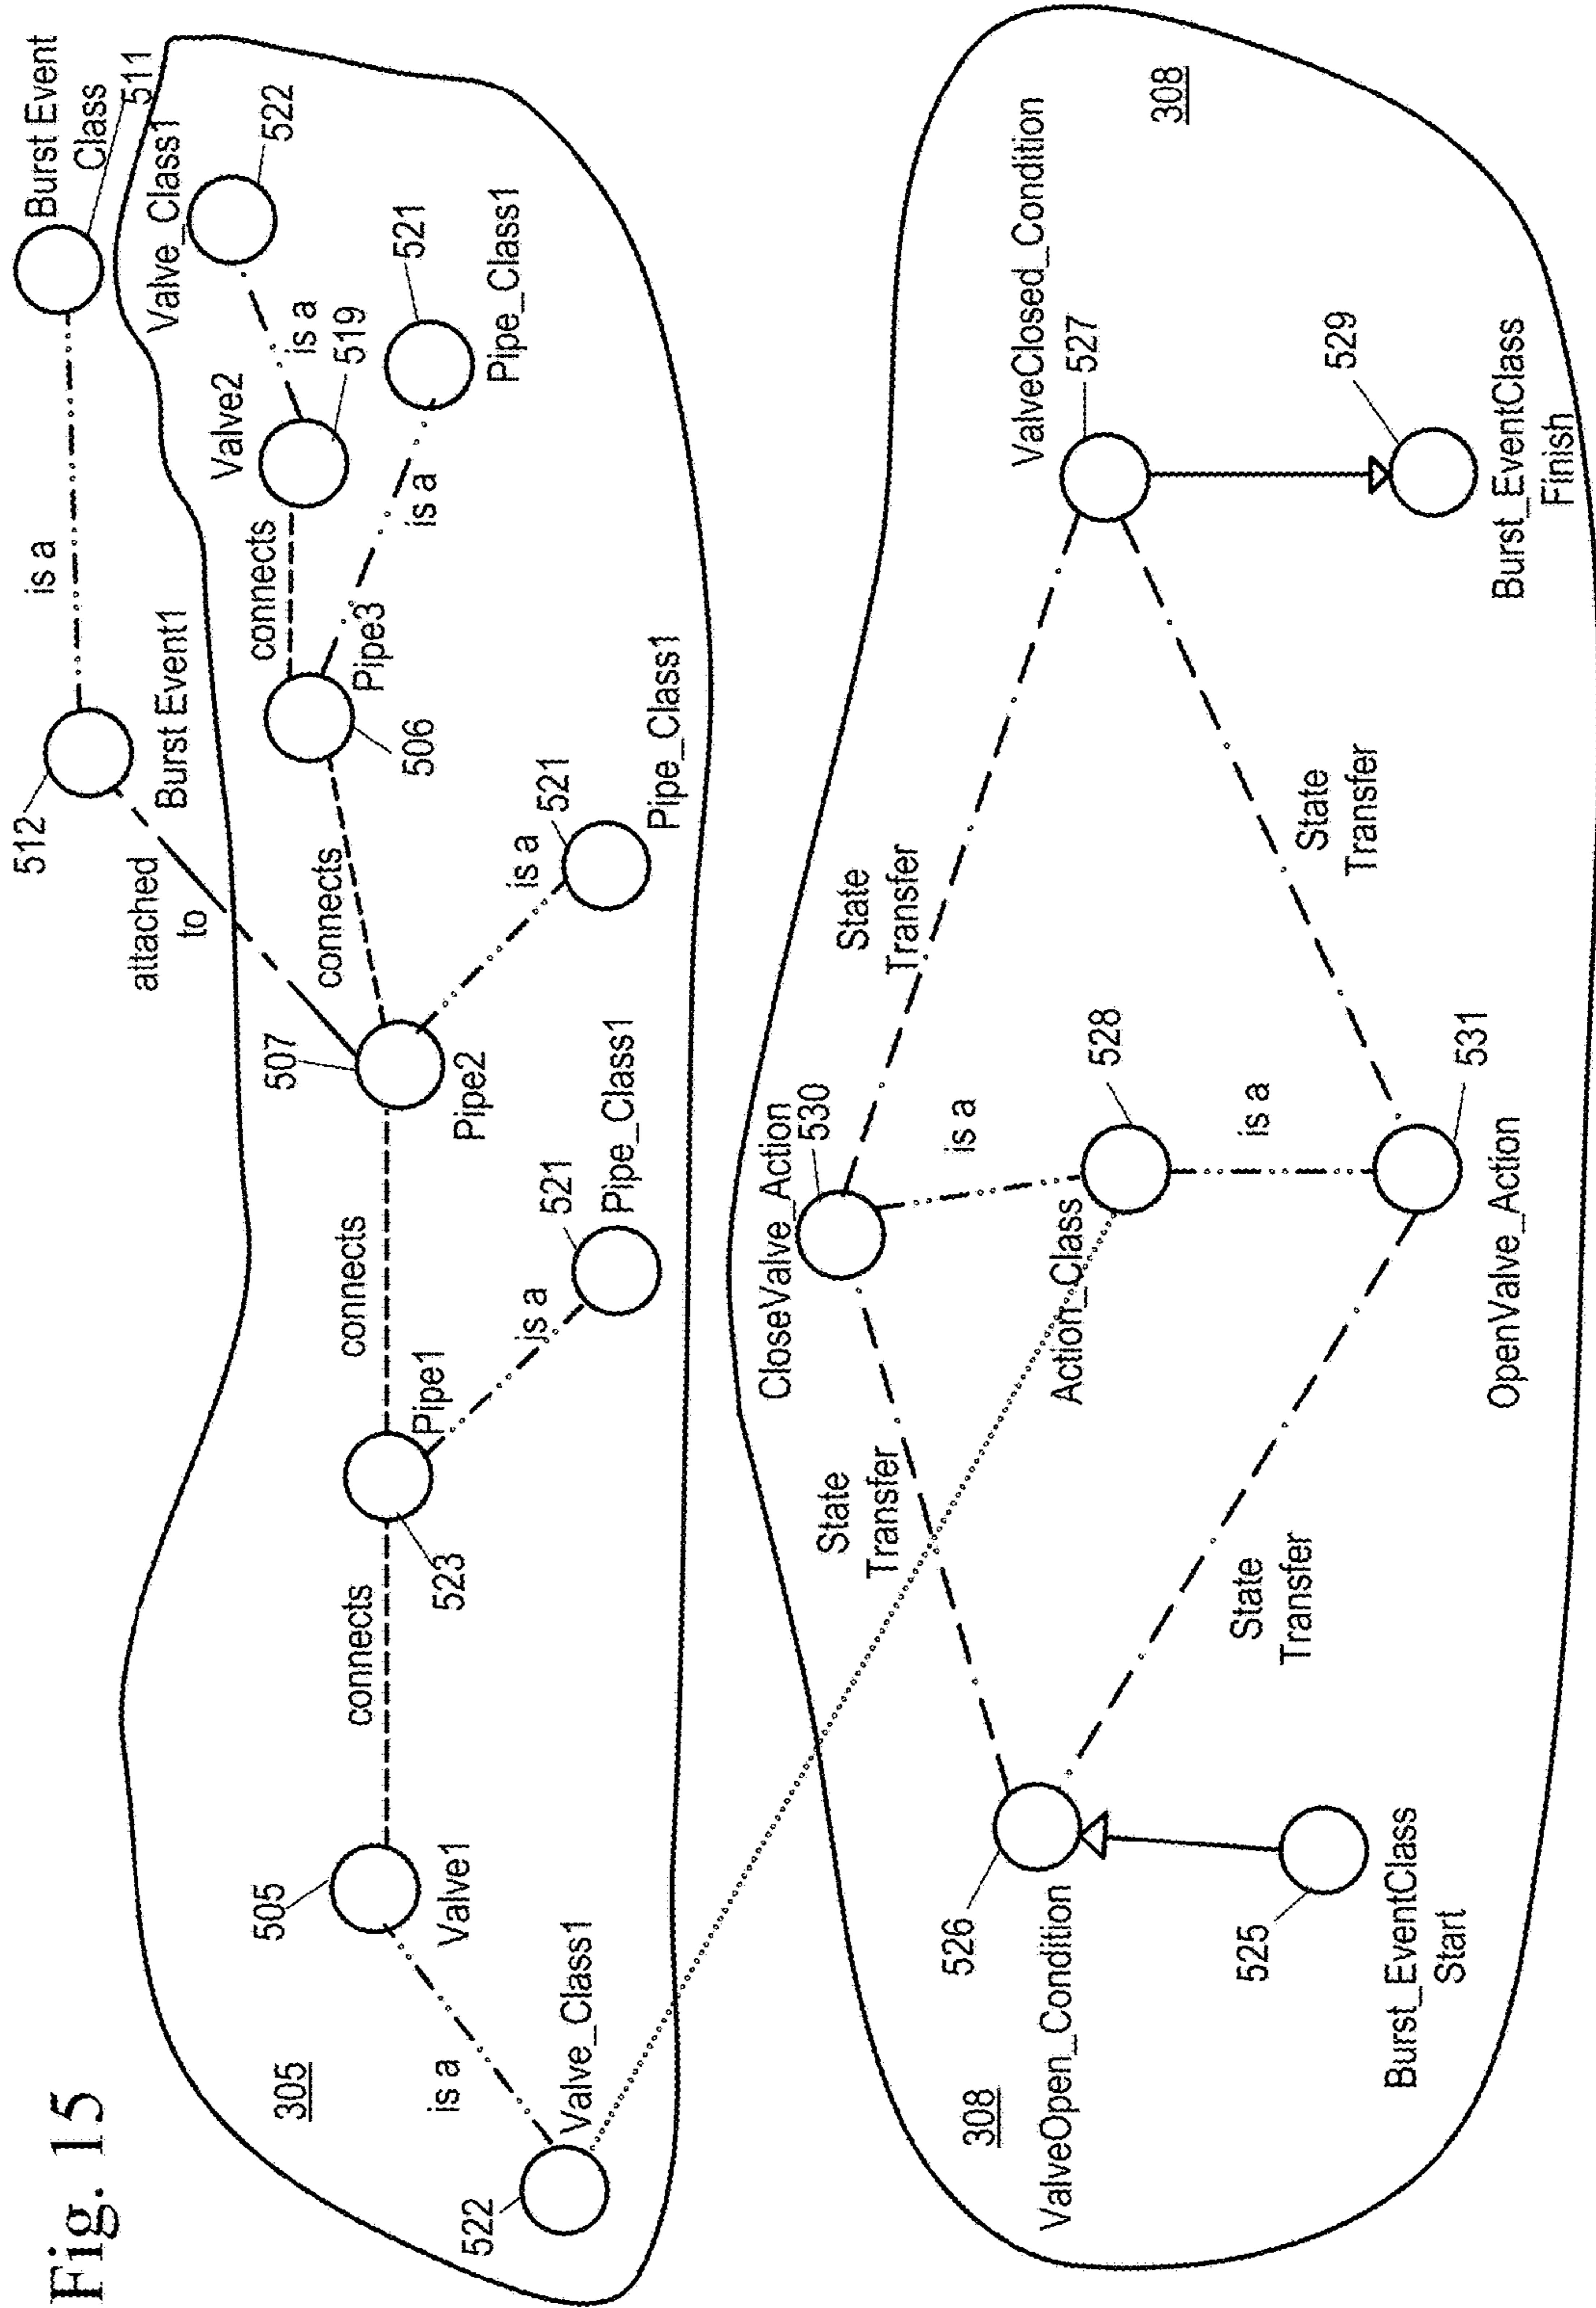 Fig. 15
305
522
Valve_Class1
is a
505
Valve1
connects
523
Pipe1
is a
521
Pipe_Class1
connects
507
Pipe2
attached
to
512
Burst Event1
is a
Burst Event
Class
511
is a
521
Pipe_Class1
connects
506
Pipe3
connects
Valve2
519
is a
Valve_Class1
522
is a
521
Pipe_Class1
308
ValveOpen_Condition
526
525
Burst_EventClass
Start
State
Transfer
State
Transfer
CloseValve_Action
530
is a
Action_Class
528
is a
531
OpenValve_Action
State
Transfer
State
Transfer
ValveClosed_Condition
527
529
Burst_EventClass
Finish
308